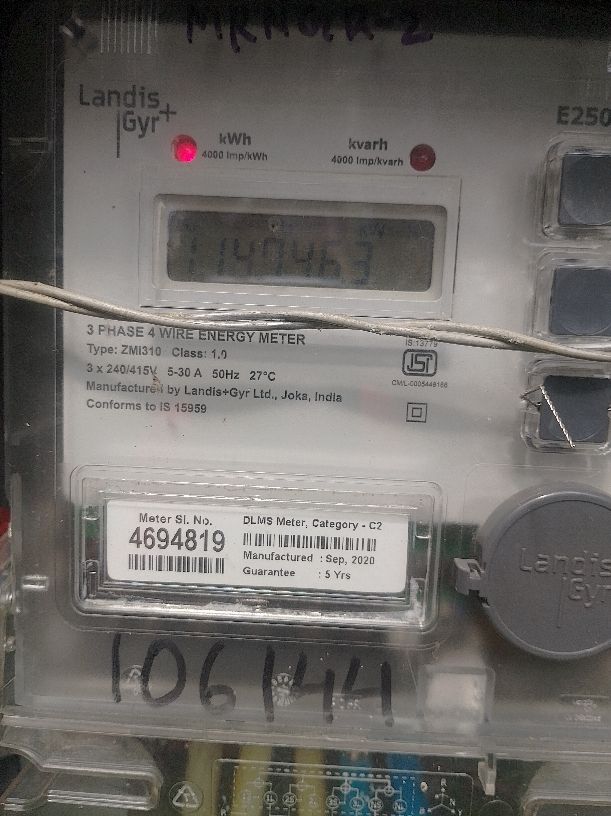 Landis
Gyr+
E250
kWh
4000 Imp/kWh
kvarh
4000 Imp/kvarh
3 PHASE 4 WIRE ENERGY METER
Type: ZMI310 Class: 1.0
3 x 240/415V 5-30 A 50Hz 27°C
Manufactured by Landis+Gyr Ltd., Joka, India
Conforms to IS 15959
IS:13779
Meter Sl. No.
4694819
DLMS Meter, Category - C2
Manufactured : Sep, 2020
Guarantee : 5 Yrs
Landis
Gyr
106144